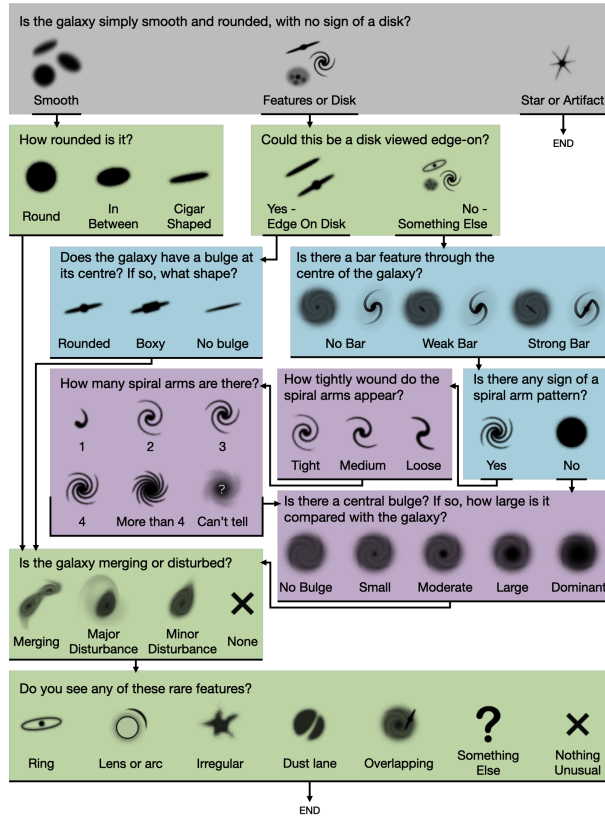 Is the galaxy simply smooth and rounded, with no sign of a disk?
Smooth
Features or Disk
Star or Artifact
END
How rounded is it?
Round
In
Between
Cigar
Shaped
Could this be a disk viewed edge-on?
Yes -
Edge On Disk
No -
Something Else
Does the galaxy have a bulge at
its centre? If so, what shape?
Rounded
Boxy
No bulge
Is there a bar feature through the
centre of the galaxy?
No Bar
Weak Bar
Strong Bar
How many spiral arms are there?
1
2
3
4
More than 4
?
Can't tell
How tightly wound do the
spiral arms appear?
Tight
Medium
Loose
Is there any sign of a
spiral arm pattern?
Yes
No
Is there a central bulge? If so, how large is it
compared with the galaxy?
No Bulge
Small
Moderate
Large
Dominant
Is the galaxy merging or disturbed?
Merging
Major
Disturbance
Minor
Disturbance
None
Do you see any of these rare features?
Ring
Lens or arc
Irregular
Dust lane
Overlapping
?
Something
Else
Nothing
Unusual
END